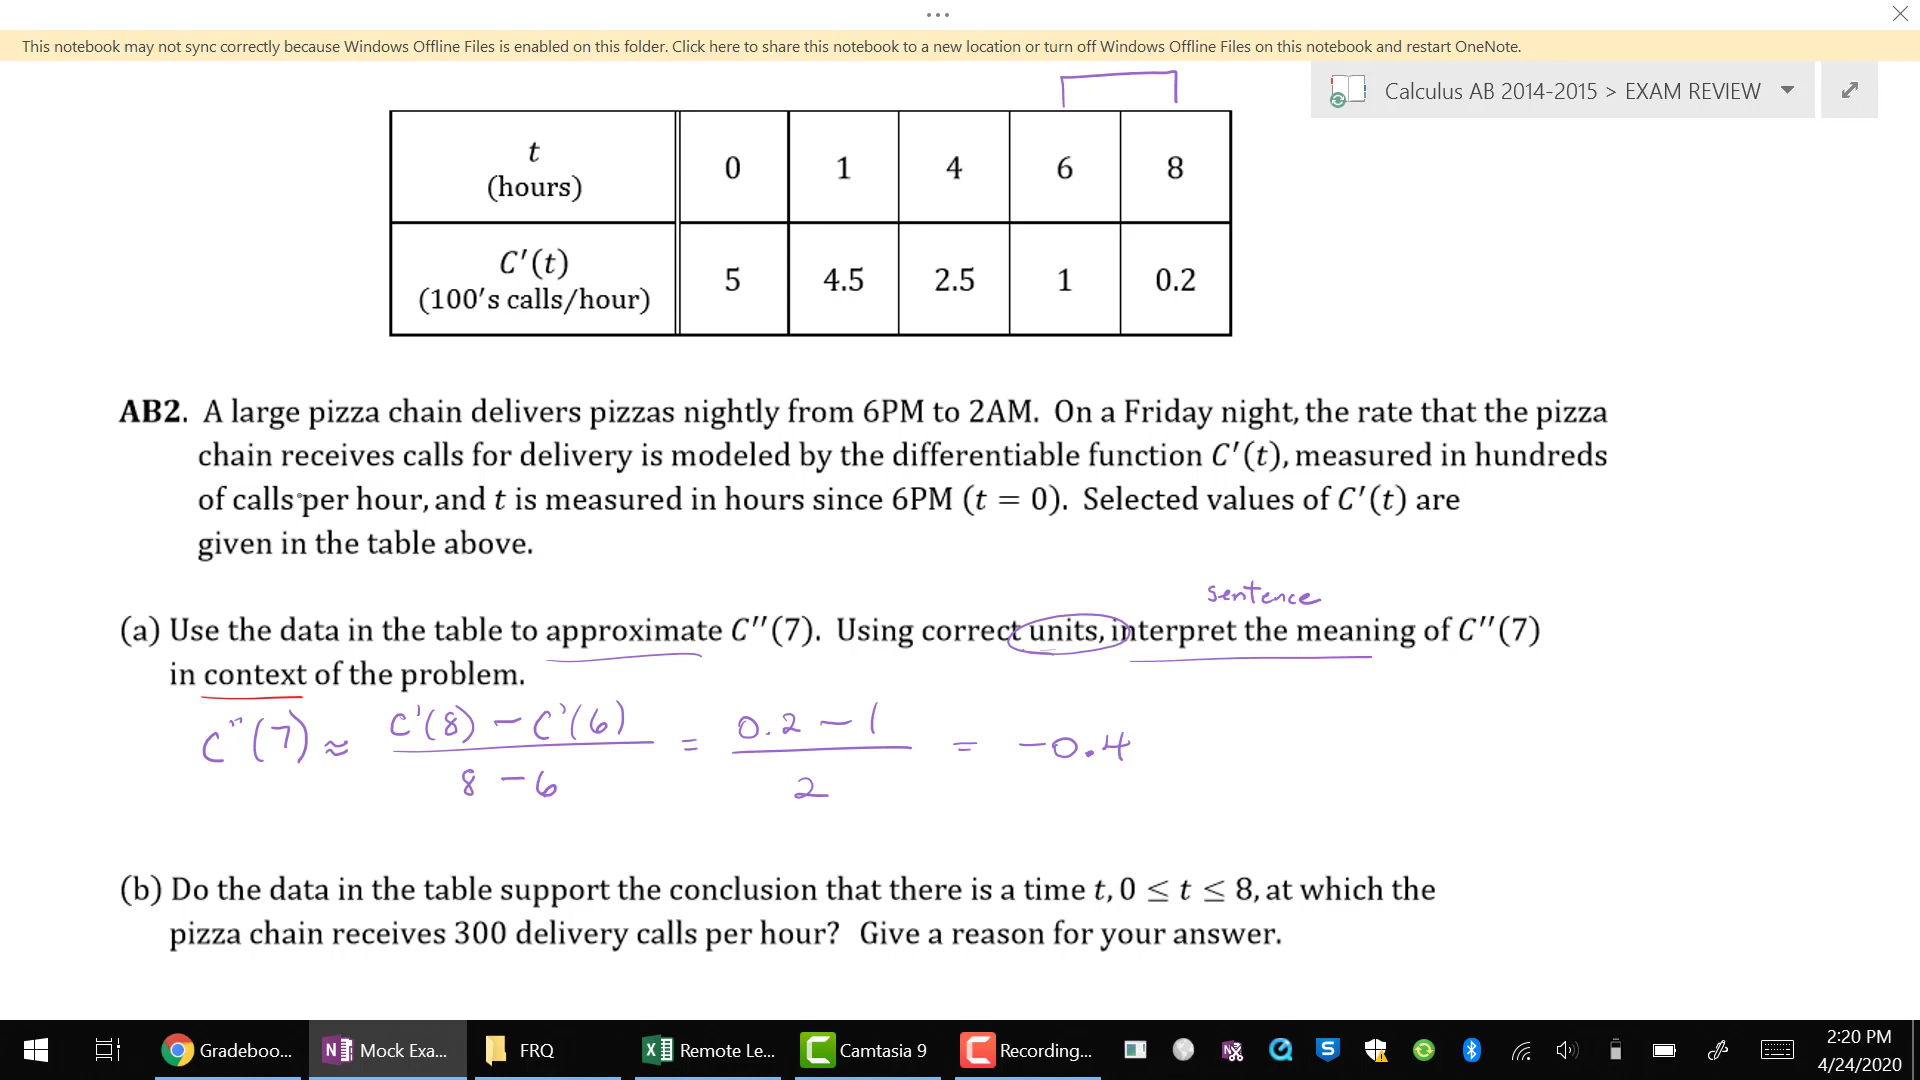 ...
This notebook may not sync correctly because Windows Offline Files is enabled on this folder. Click here to share this notebook to a new location or turn off Windows Offline Files on this notebook and restart OneNote.
Calculus AB 2014-2015 > EXAM REVIEW
t (hours) 0 1 4 6 8
C′(t) (100's calls/hour) 5 4.5 2.5 1 0.2
AB2. A large pizza chain delivers pizzas nightly from 6PM to 2AM. On a Friday night, the rate that the pizza
chain receives calls for delivery is modeled by the differentiable function C′(t), measured in hundreds
of calls per hour, and t is measured in hours since 6PM (t = 0). Selected values of C′(t) are
given in the table above.
sentence
(a) Use the data in the table to approximate C′′(7). Using correct units, interpret the meaning of C′′(7)
in context of the problem.
C"(7) ≈ C'(8) − C'(6) / 8 − 6 = 0.2 − 1 / 2 = −0.4
(b) Do the data in the table support the conclusion that there is a time t, 0 ≤ t ≤ 8, at which the
pizza chain receives 300 delivery calls per hour? Give a reason for your answer.
Gradeboo... Mock Exa... FRQ Remote Le... Camtasia 9 Recording... 2:20 PM
4/24/2020